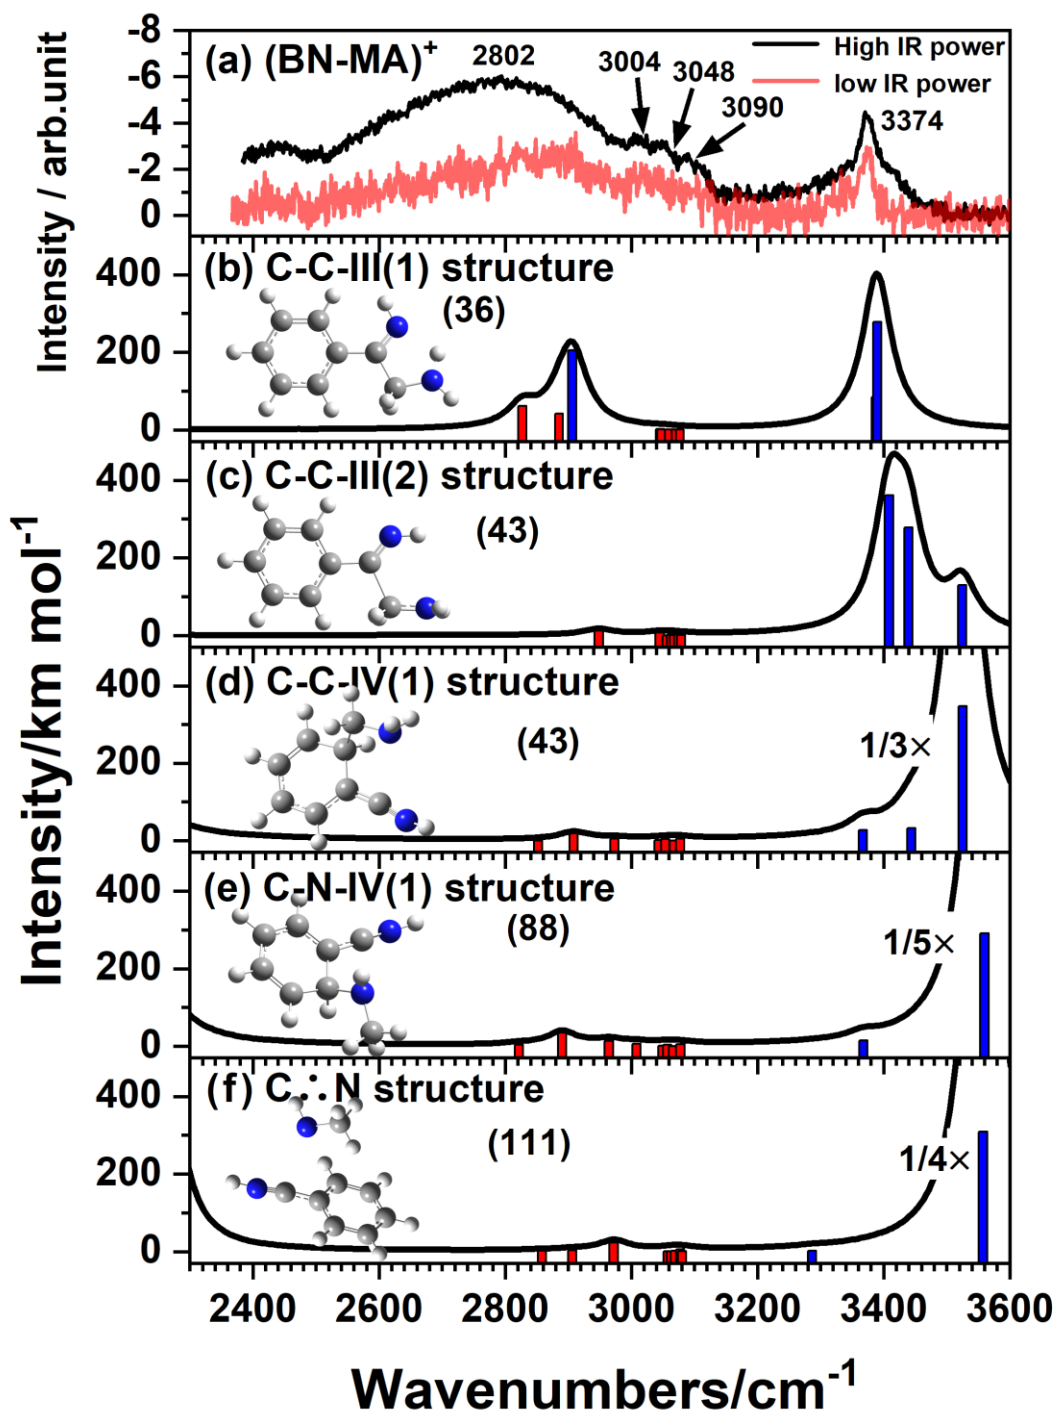 Intensity / arb.unit
-8
-6
-4
-2
0
(a) (BN-MA)+
2802
3004
3048
3090
3374
High IR power
low IR power
Intensity/km mol-1
400
200
0
(b) C-C-III(1) structure
(36)
400
200
0
(c) C-C-III(2) structure
(43)
400
200
0
(d) C-C-IV(1) structure
(43)
1/3×
400
200
0
(e) C-N-IV(1) structure
(88)
1/5×
400
200
0
(f) C∴N structure
(111)
1/4×
2400 2600 2800 3000 3200 3400 3600
Wavenumbers/cm-1